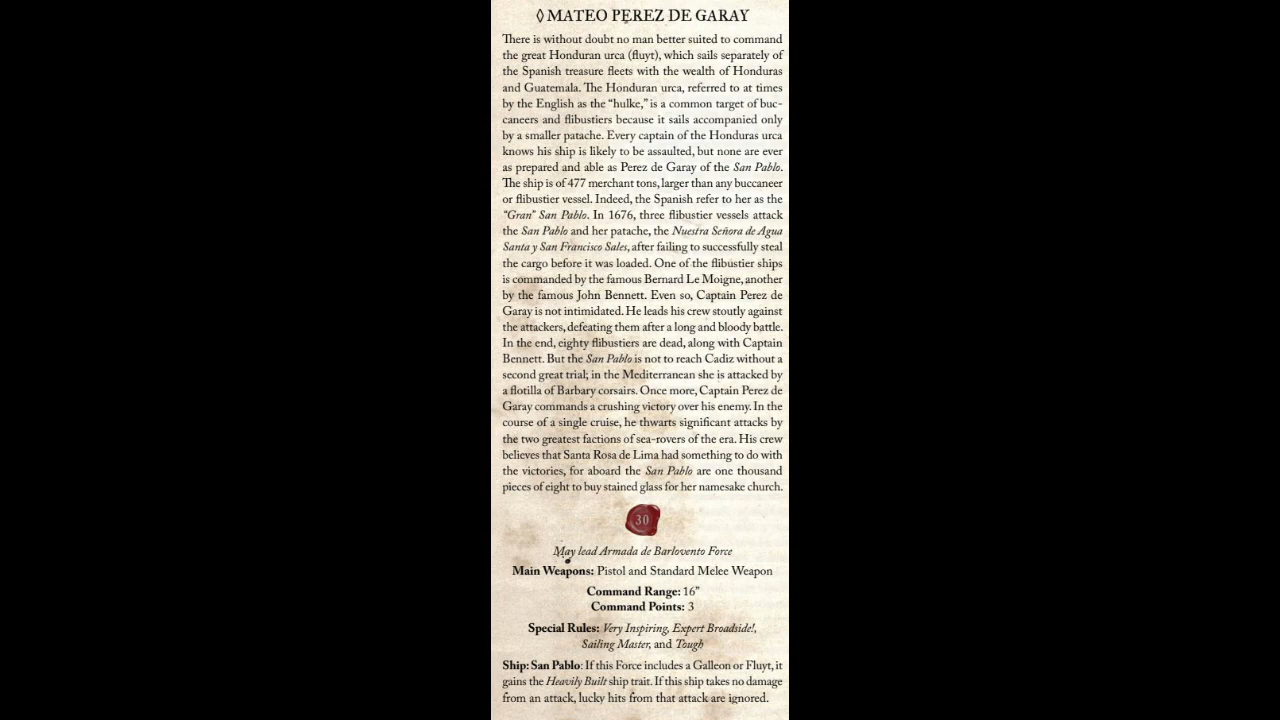 ◊ MATEO PEREZ DE GARAY
There is without doubt no man better suited to command
the great Honduran urca (fluyt), which sails separately of
the Spanish treasure fleets with the wealth of Honduras
and Guatemala. The Honduran urca, referred to at times
by the English as the “hulke,” is a common target of buc-
caneers and flibustiers because it sails accompanied only
by a smaller patache. Every captain of the Honduras urca
knows his ship is likely to be assaulted, but none are ever
as prepared and able as Perez de Garay of the San Pablo.
The ship is of 477 merchant tons, larger than any buccaneer
or flibustier vessel. Indeed, the Spanish refer to her as the
“Gran” San Pablo. In 1676, three flibustier vessels attack
the San Pablo and her patache, the Nuestra Señora de Agua
Santa y San Francisco Sales, after failing to successfully steal
the cargo before it was loaded. One of the flibustier ships
is commanded by the famous Bernard Le Moigne, another
by the famous John Bennett. Even so, Captain Perez de
Garay is not intimidated. He leads his crew stoutly against
the attackers, defeating them after a long and bloody battle.
In the end, eighty flibustiers are dead, along with Captain
Bennett. But the San Pablo is not to reach Cadiz without a
second great trial; in the Mediterranean she is attacked by
a flotilla of Barbary corsairs. Once more, Captain Perez de
Garay commands a crushing victory over his enemy. In the
course of a single cruise, he thwarts significant attacks by
the two greatest factions of sea-rovers of the era. His crew
believes that Santa Rosa de Lima had something to do with
the victories, for aboard the San Pablo are one thousand
pieces of eight to buy stained glass for her namesake church.
30
May lead Armada de Barlovento Force
Main Weapons: Pistol and Standard Melee Weapon
Command Range: 16”
Command Points: 3
Special Rules: Very Inspiring, Expert Broadside!,
Sailing Master, and Tough
Ship: San Pablo: If this Force includes a Galleon or Fluyt, it
gains the Heavily Built ship trait. If this ship takes no damage
from an attack, lucky hits from that attack are ignored.